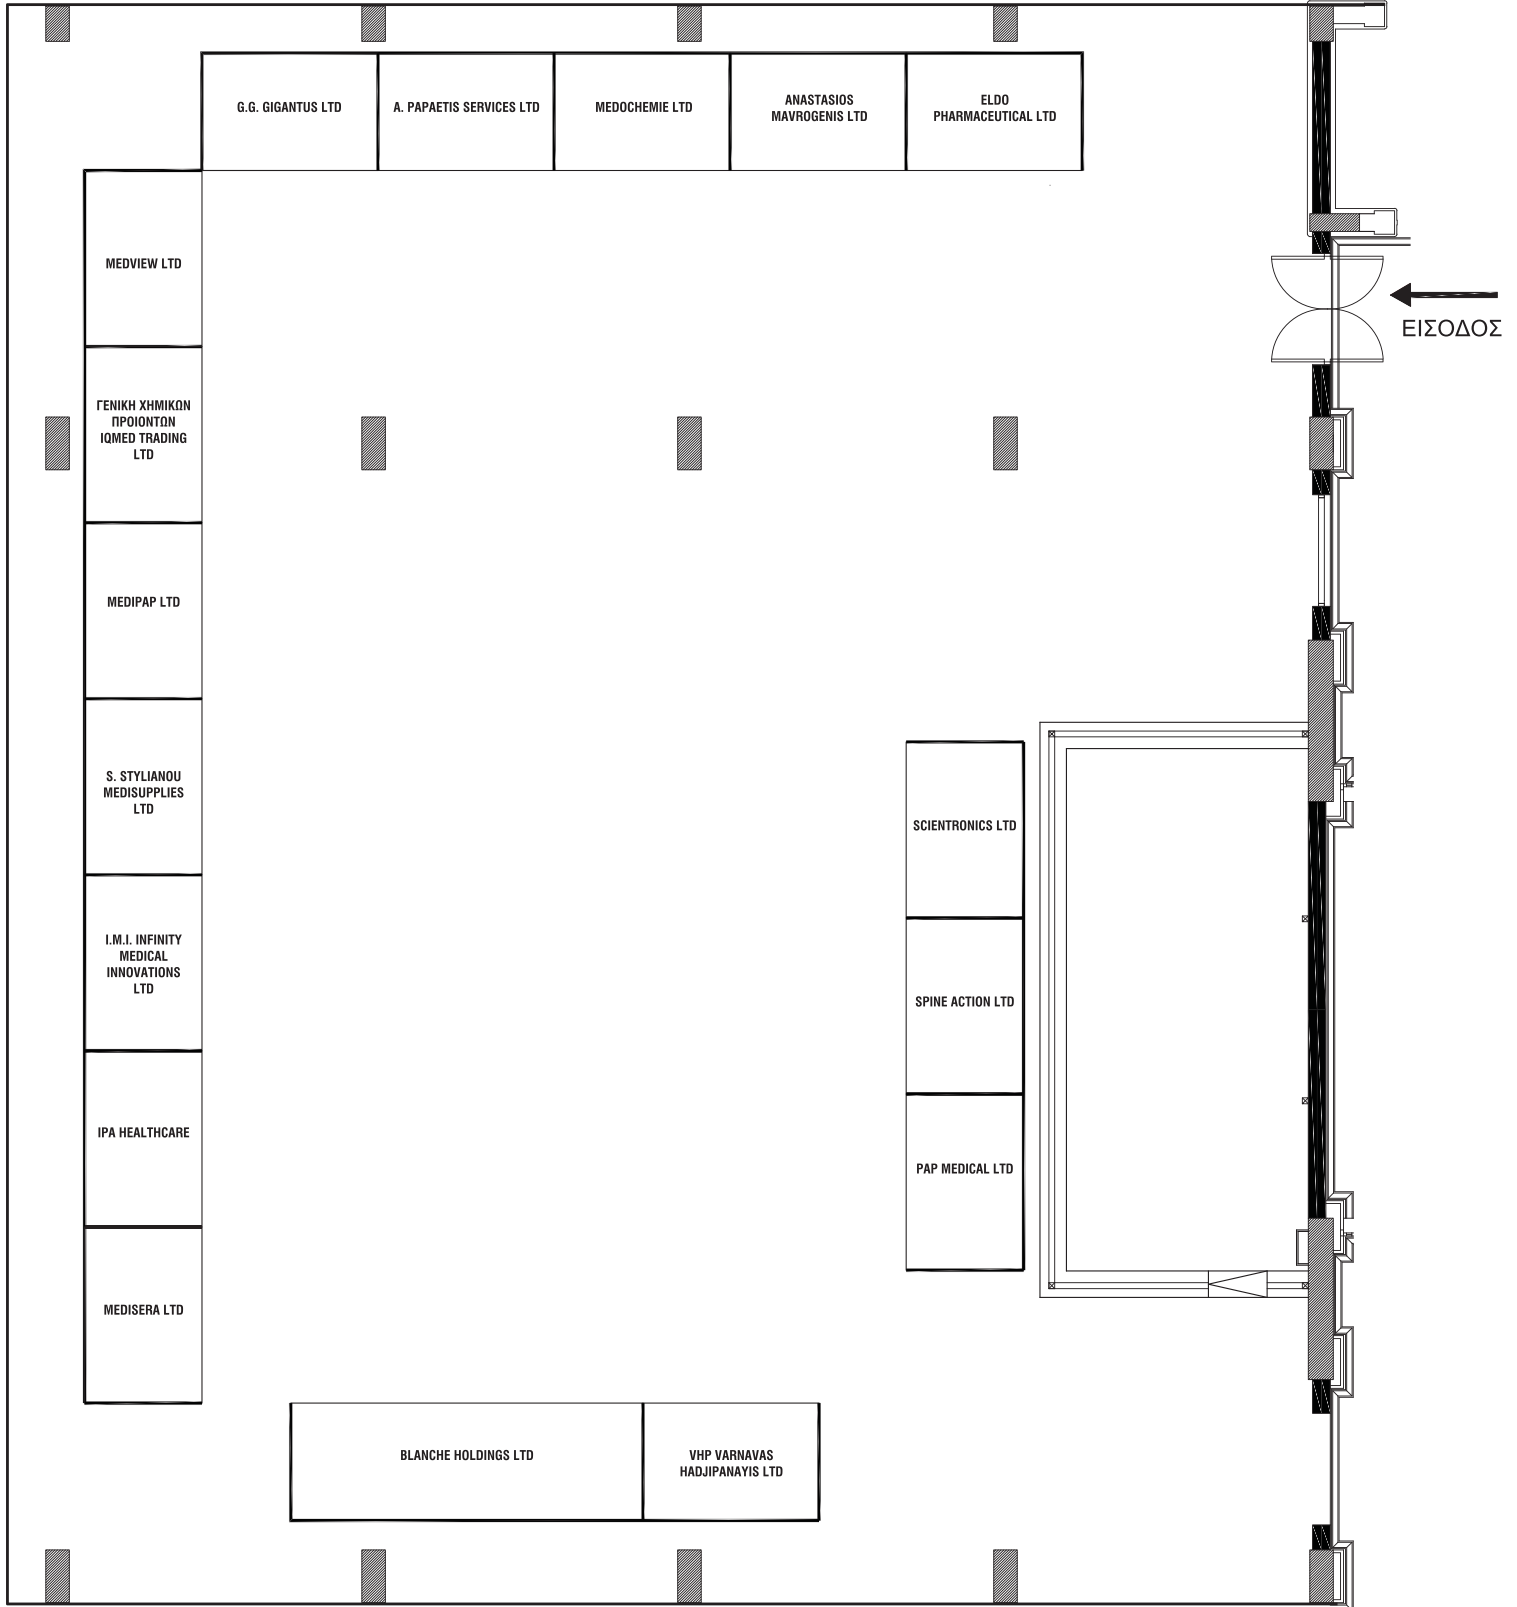 G.G. GIGANTUS LTD
A. PAPAETIS SERVICES LTD
MEDOCHEMIE LTD
ANASTASIOS
MAVROGENIS LTD
ELDO
PHARMACEUTICAL LTD
MEDVIEW LTD
ΕΙΣΟΔΟΣ
ΓΕΝΙΚΗ ΧΗΜΙΚΩΝ
ΠΡΟΙΟΝΤΩΝ
IQMED TRADING
LTD
MEDIPAP LTD
S. STYLIANOU
MEDISUPPLIES
LTD
I.M.I. INFINITY
MEDICAL
INNOVATIONS
LTD
IPA HEALTHCARE
MEDISERA LTD
SCIENTRONICS LTD
SPINE ACTION LTD
PAP MEDICAL LTD
BLANCHE HOLDINGS LTD
VHP VARNAVAS
HADJIPANAYIS LTD